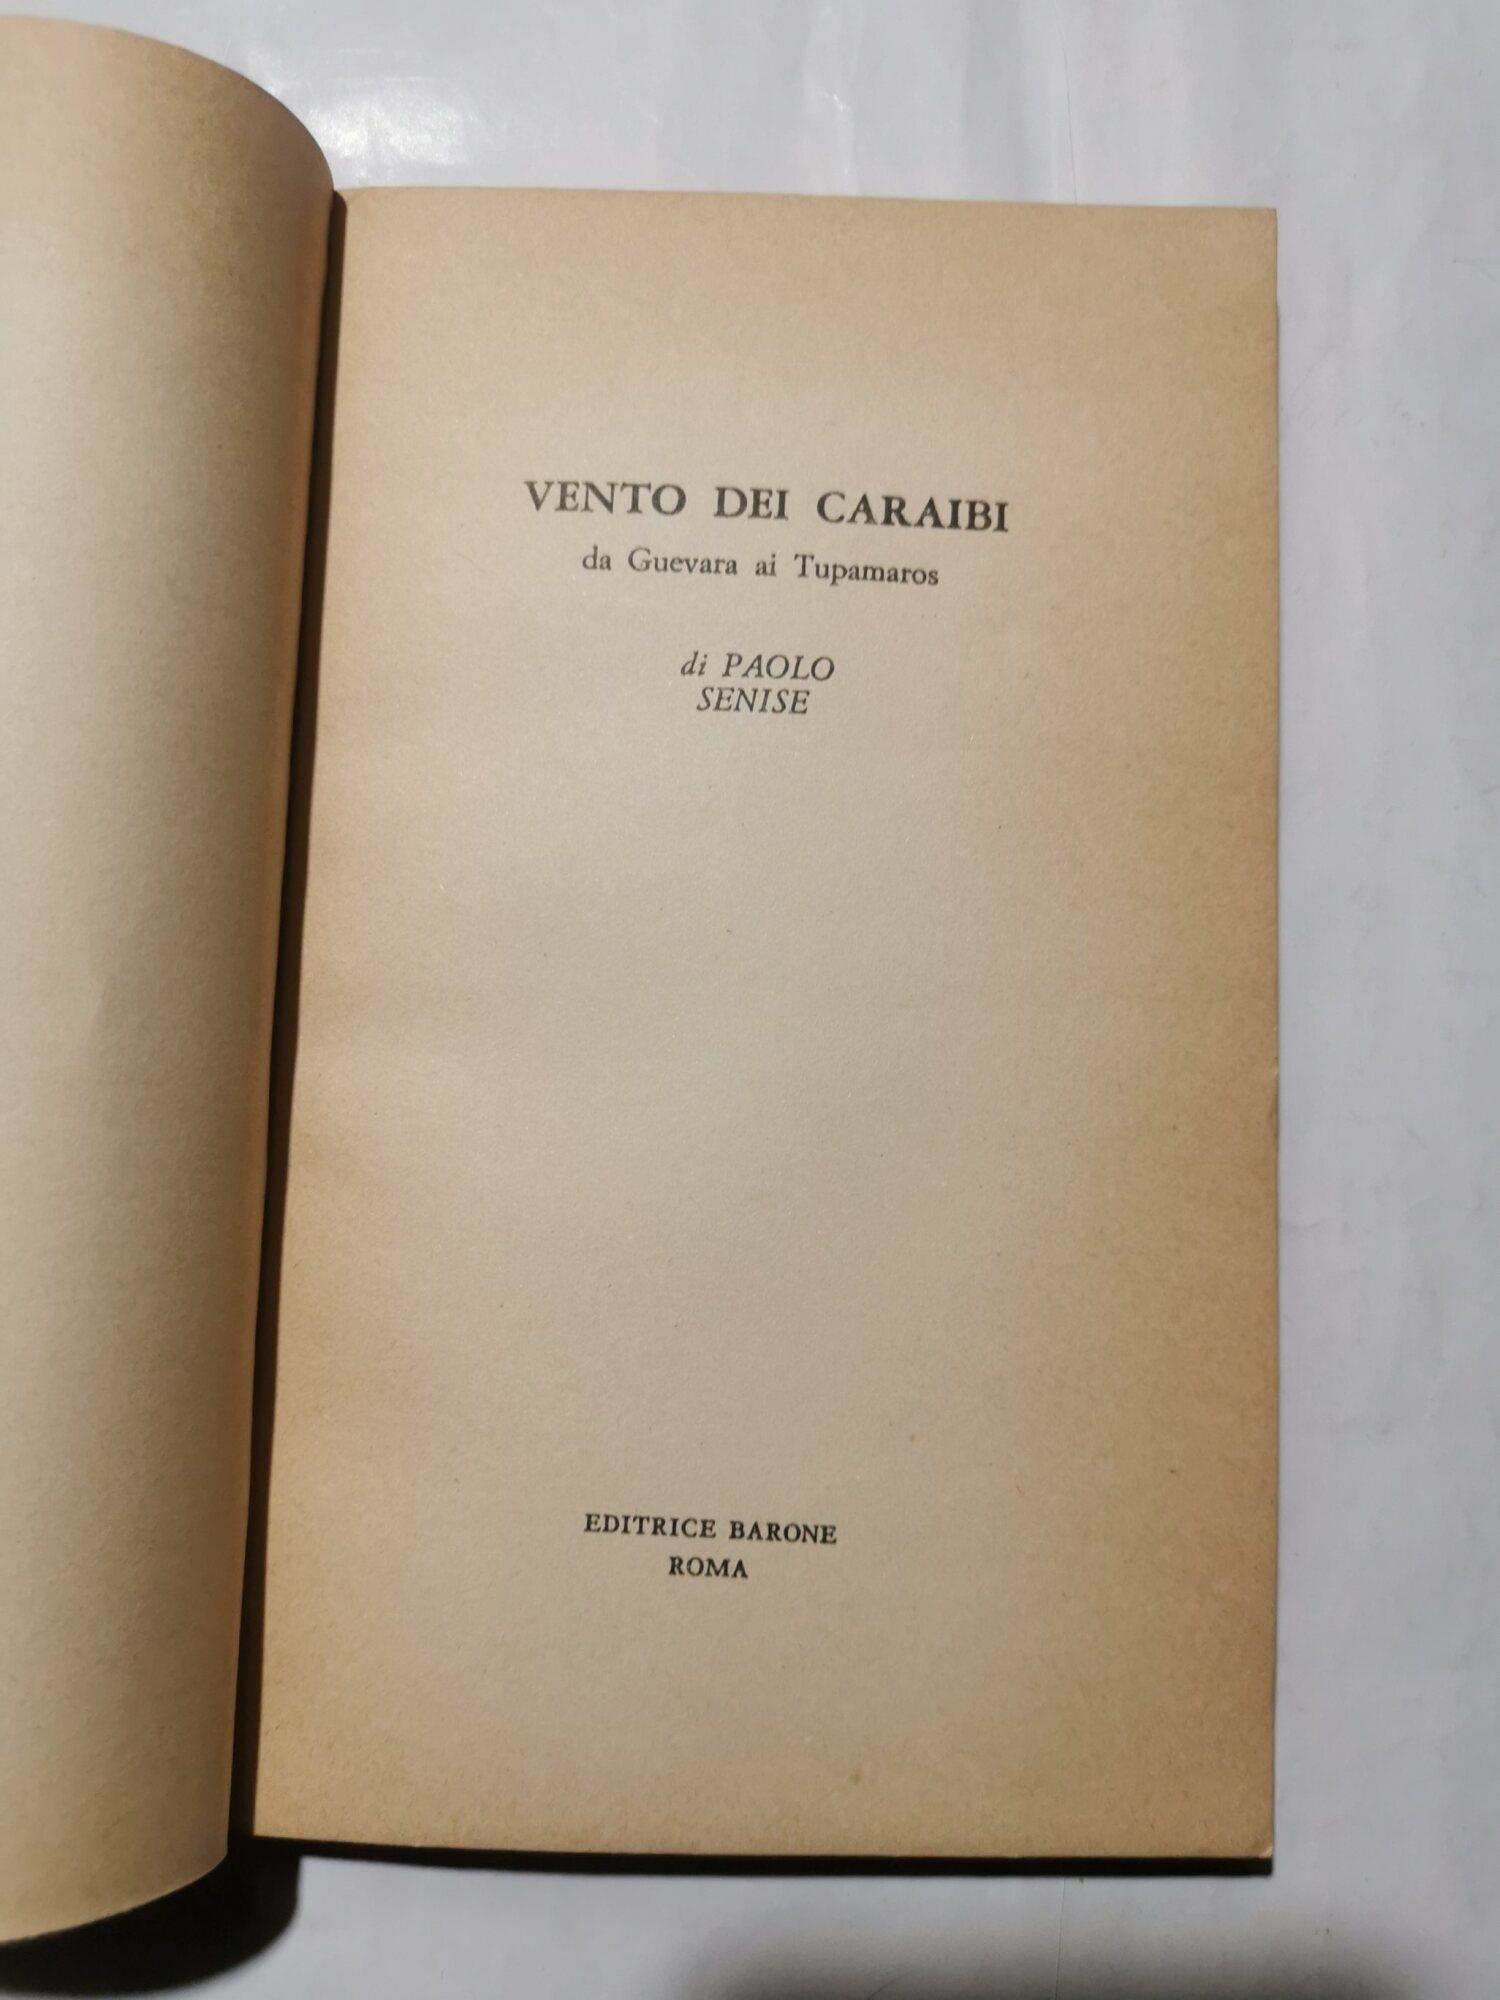 VENTO DEI CARAIBI
da Guevara ai Tupamaros
di PAOLO
SENISE
EDITRICE BARONE
ROMA